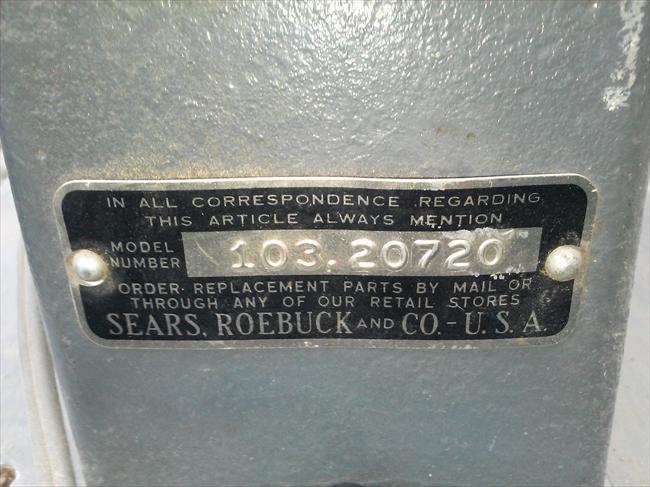 IN ALL CORRESPONDENCE REGARDING
THIS ARTICLE ALWAYS MENTION
MODEL NUMBER 103.20720
ORDER REPLACEMENT PARTS BY MAIL OR
THROUGH ANY OF OUR RETAIL STORES
SEARS, ROEBUCK AND CO. - U. S. A.